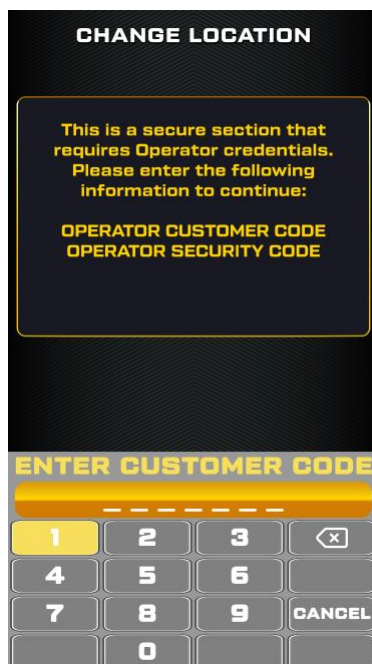 CHANGE LOCATION
This is a secure section that
requires Operator credentials.
Please enter the following
information to continue:
OPERATOR CUSTOMER CODE
OPERATOR SECURITY CODE
ENTER CUSTOMER CODE
1 2 3
4 5 6
7 8 9 CANCEL
0